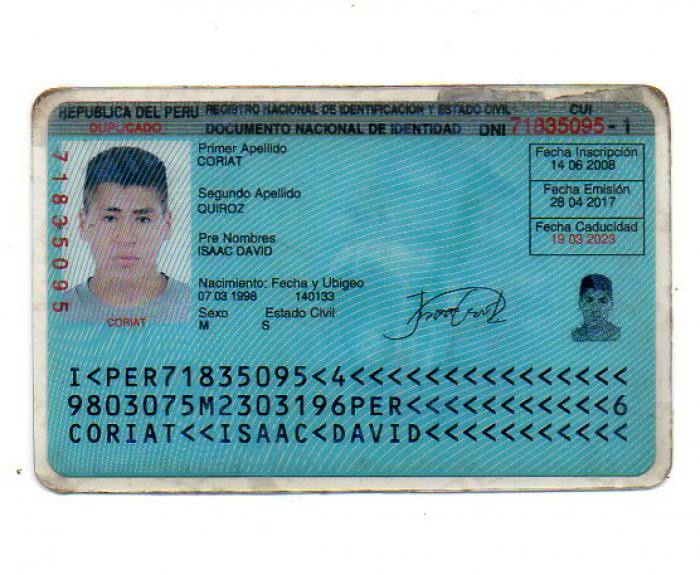 REPUBLICA DEL PERU REGISTRO NACIONAL DE IDENTIFICACION Y ESTADO CIVIL CUI
DUPLICADO DOCUMENTO NACIONAL DE IDENTIDAD DNI 71835095 - 1
71835095
Primer Apellido
CORIAT
Segundo Apellido
QUIROZ
Pre Nombres
ISAAC DAVID
Nacimiento: Fecha y Ubigeo
07 03 1998 140133
Sexo Estado Civil
M S
Fecha Inscripción
14 06 2008
Fecha Emisión
28 04 2017
Fecha Caducidad
19 03 2023
CORIAT
I<PER71835095<4<<<<<<<<<<<<<<<
9803075M2303196PER<<<<<<<<<<<6
CORIAT<<ISAAC<DAVID<<<<<<<<<<<